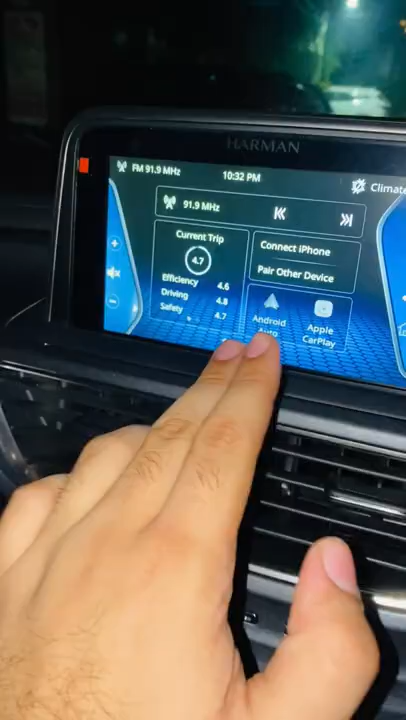 HARMAN
FM 91.9 MHz
10:32 PM
Climate
91.9 MHz
Current Trip
4.7
Efficiency 4.6
Driving 4.8
Safety 4.7
Connect iPhone
Pair Other Device
Android
Auto
Apple
CarPlay